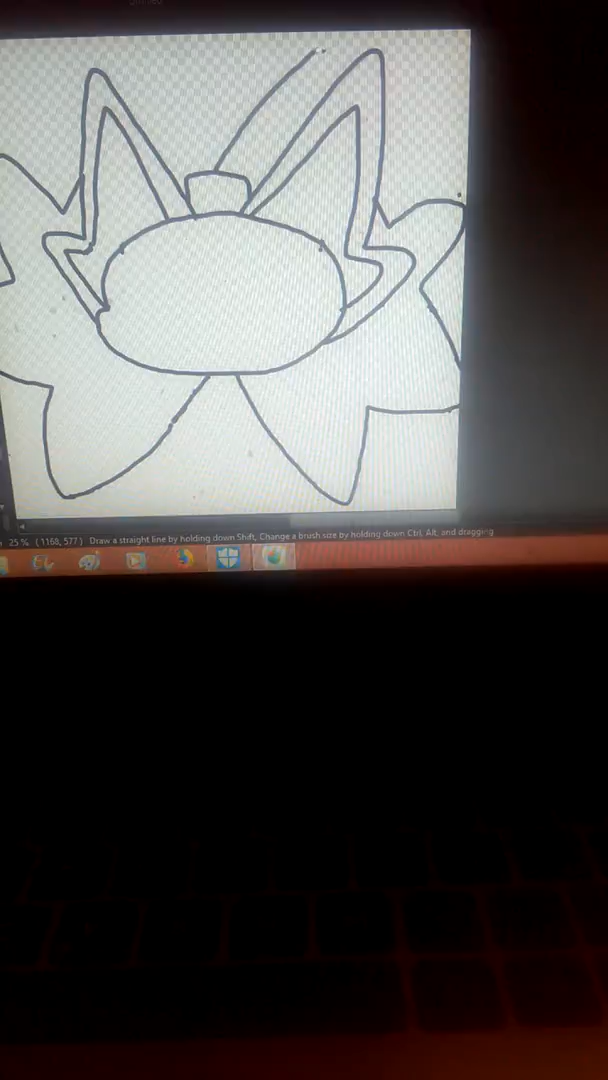 25% (1168, 577) Draw a straight line by holding down Shift, Change a brush size by holding down Ctrl, Alt, and dragging